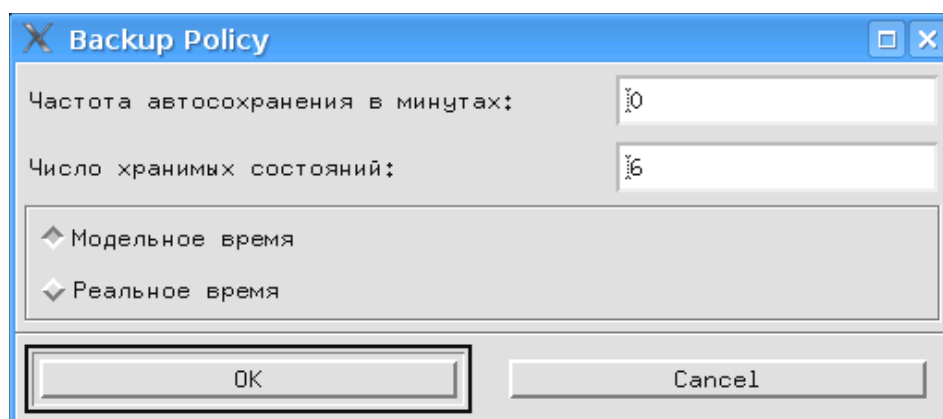 Backup Policy
Частота автосохранения в минутах: 0
Число хранимых состояний: 6
Модельное время
Реальное время
OK Cancel